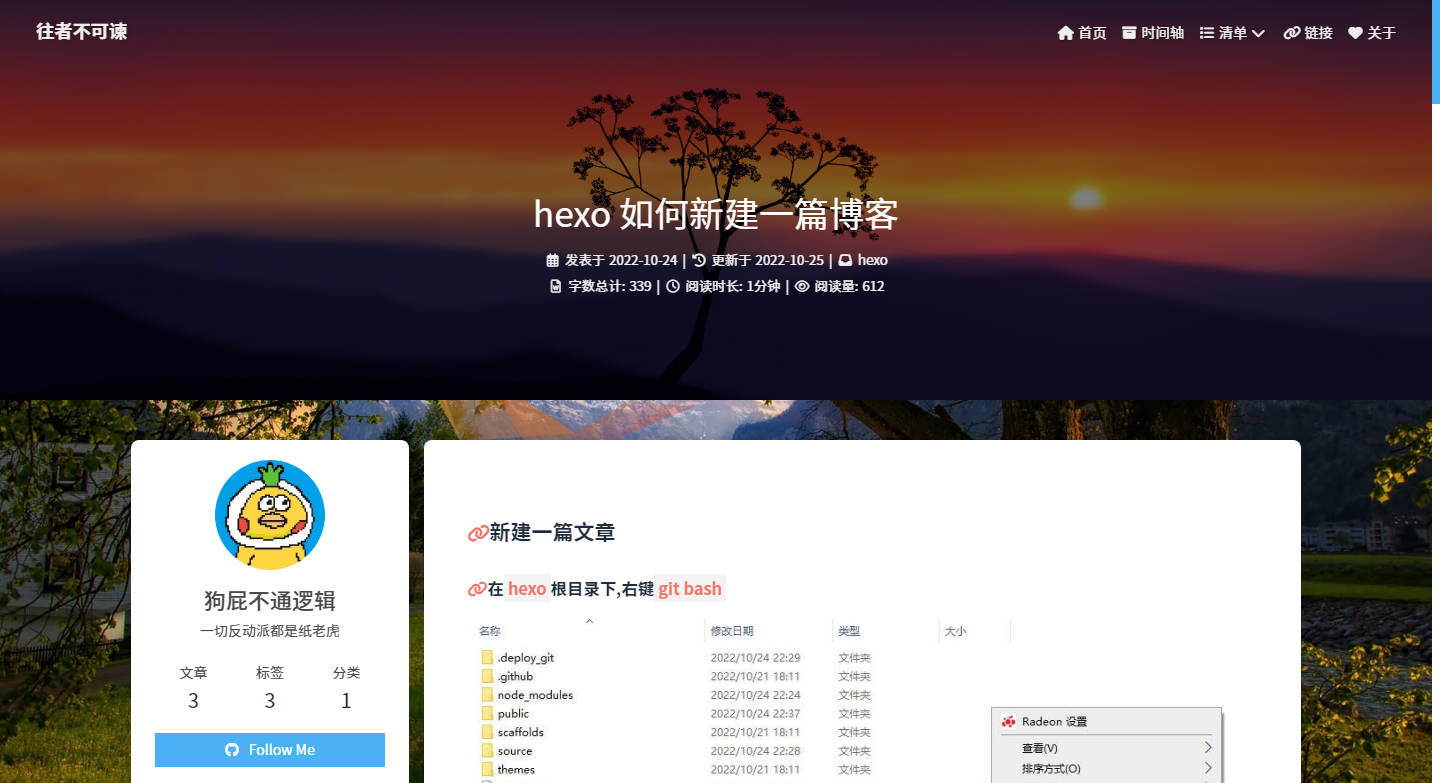 往者不可谏
首页 时间轴 清单 链接 关于
hexo 如何新建一篇博客
发表于 2022-10-24 | 更新于 2022-10-25 | hexo
字数总计: 339 | 阅读时长: 1分钟 | 阅读量: 612
狗屁不通逻辑
一切反动派都是纸老虎
文章 标签 分类
3 3 1
Follow Me
新建一篇文章
在 hexo 根目录下,右键 git bash
名称 修改日期 类型 大小
.deploy_git 2022/10/24 22:29 文件夹
.github 2022/10/21 18:11 文件夹
node_modules 2022/10/24 22:24 文件夹
public 2022/10/24 22:37 文件夹
scaffolds 2022/10/21 18:11 文件夹
source 2022/10/24 22:28 文件夹
themes 2022/10/21 18:11 文件夹
Radeon 设置
查看(V)
排序方式(O)